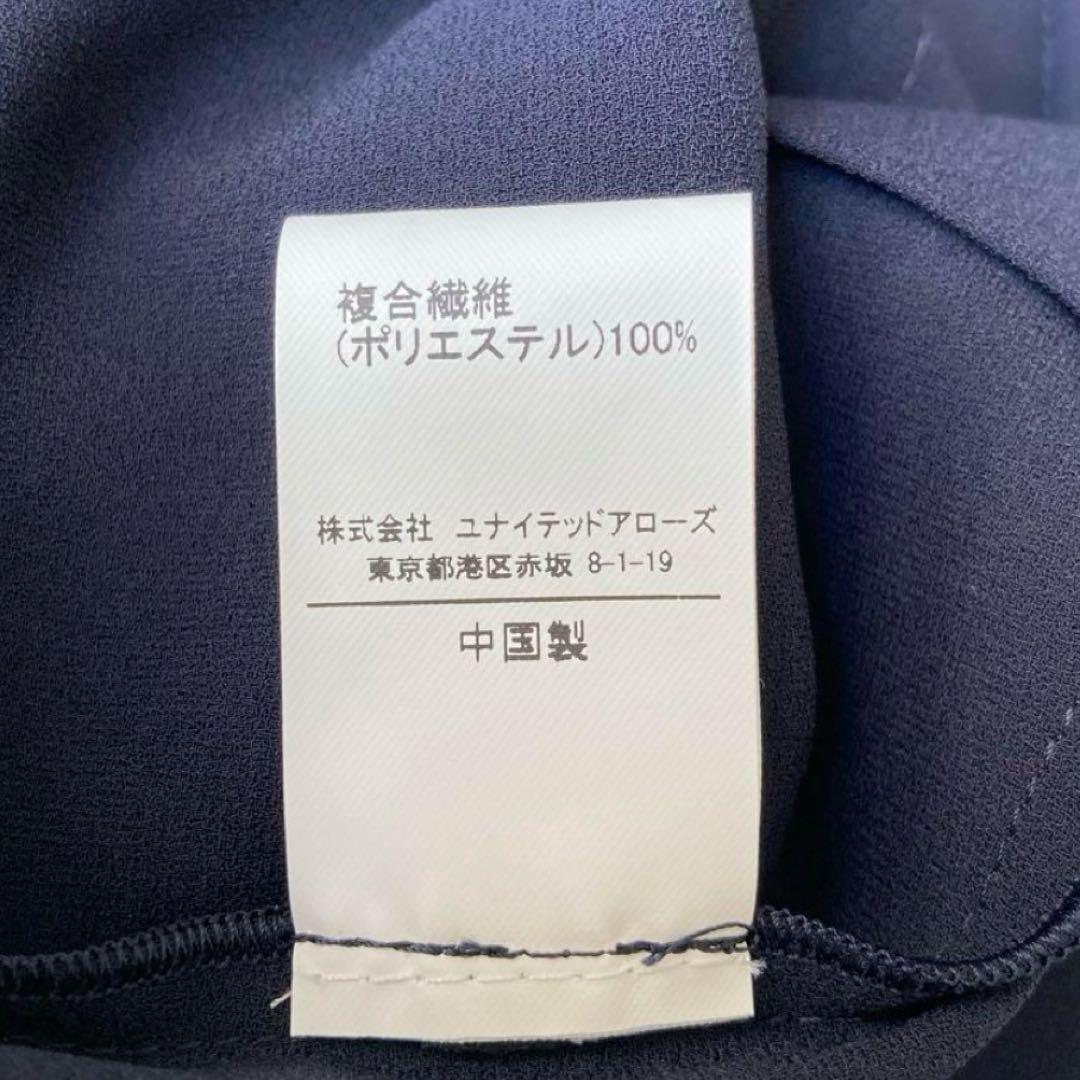 複合繊維
(ポリエステル)100%
株式会社 ユナイテッドアローズ
東京都港区赤坂 8-1-19
中国製